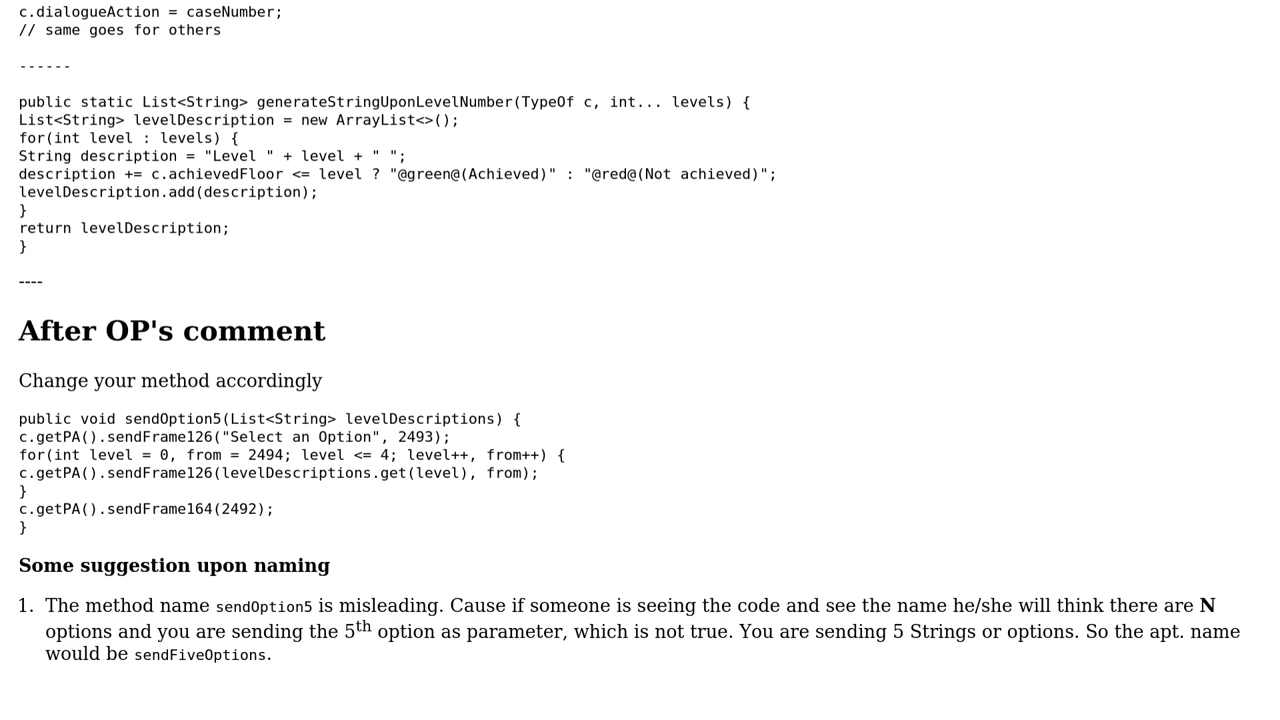 c.dialogueAction = caseNumber;
// same goes for others
------
public static List<String> generateStringUponLevelNumber(TypeOf c, int... levels) {
List<String> levelDescription = new ArrayList<>();
for(int level : levels) {
String description = "Level " + level + " ";
description += c.achievedFloor <= level ? "@green@(Achieved)" : "@red@(Not achieved)";
levelDescription.add(description);
}
return levelDescription;
}
----
After OP's comment
Change your method accordingly
public void sendOption5(List<String> levelDescriptions) {
c.getPA().sendFrame126("Select an Option", 2493);
for(int level = 0, from = 2494; level <= 4; level++, from++) {
c.getPA().sendFrame126(levelDescriptions.get(level), from);
}
c.getPA().sendFrame164(2492);
}
Some suggestion upon naming
1. The method name sendOption5 is misleading. Cause if someone is seeing the code and see the name he/she will think there are N
options and you are sending the 5th option as parameter, which is not true. You are sending 5 Strings or options. So the apt. name
would be sendFiveOptions.